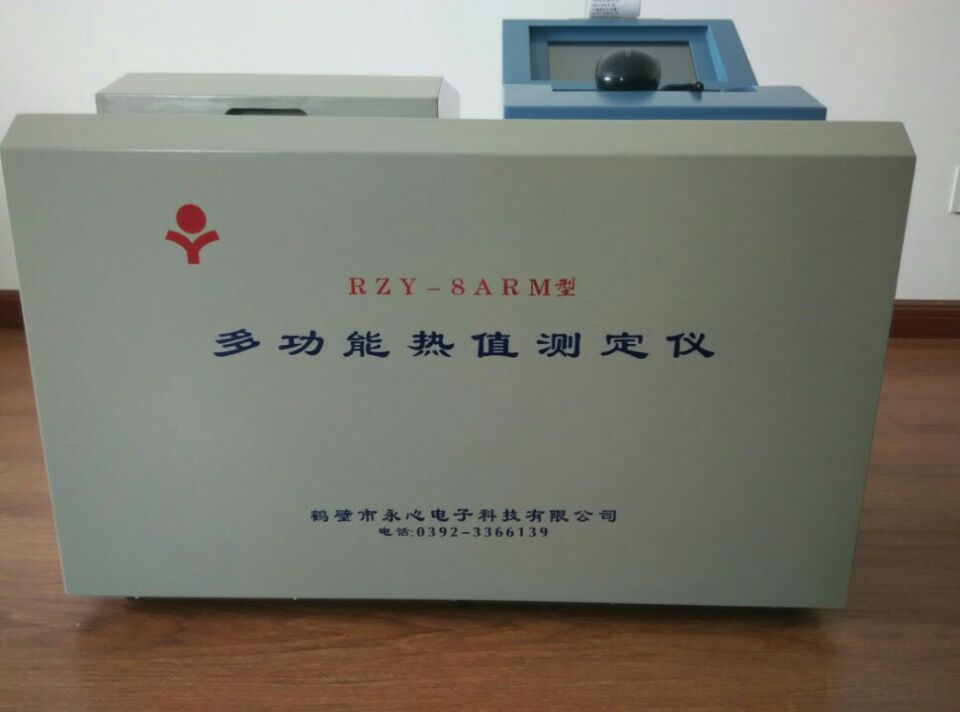 RZY-8ARM型
多功能热值测定仪
鹤壁市永心电子科技有限公司
电话:0392-3366139